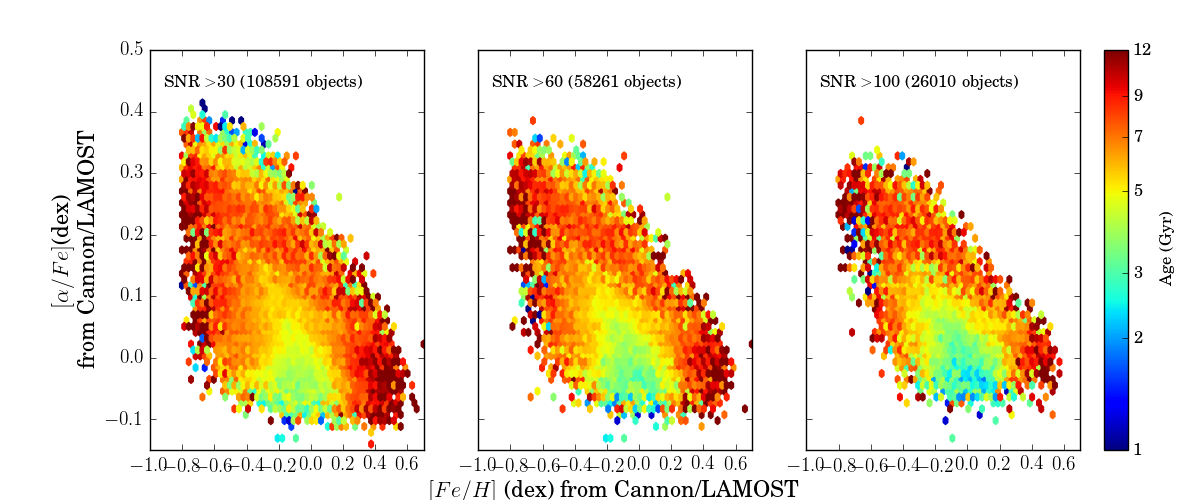 SNR >30 (108591 objects)
SNR >60 (58261 objects)
SNR >100 (26010 objects)
0.5
0.4
0.3
0.2
0.1
0.0
−0.1
[α/Fe](dex)
from Cannon/LAMOST
−1.0−0.8−0.6−0.4−0.2 0.0 0.2 0.4 0.6
−1.0−0.8−0.6−0.4−0.2 0.0 0.2 0.4 0.6
−1.0−0.8−0.6−0.4−0.2 0.0 0.2 0.4 0.6
[Fe/H] (dex) from Cannon/LAMOST
12
9
7
5
3
2
1
Age (Gyr)